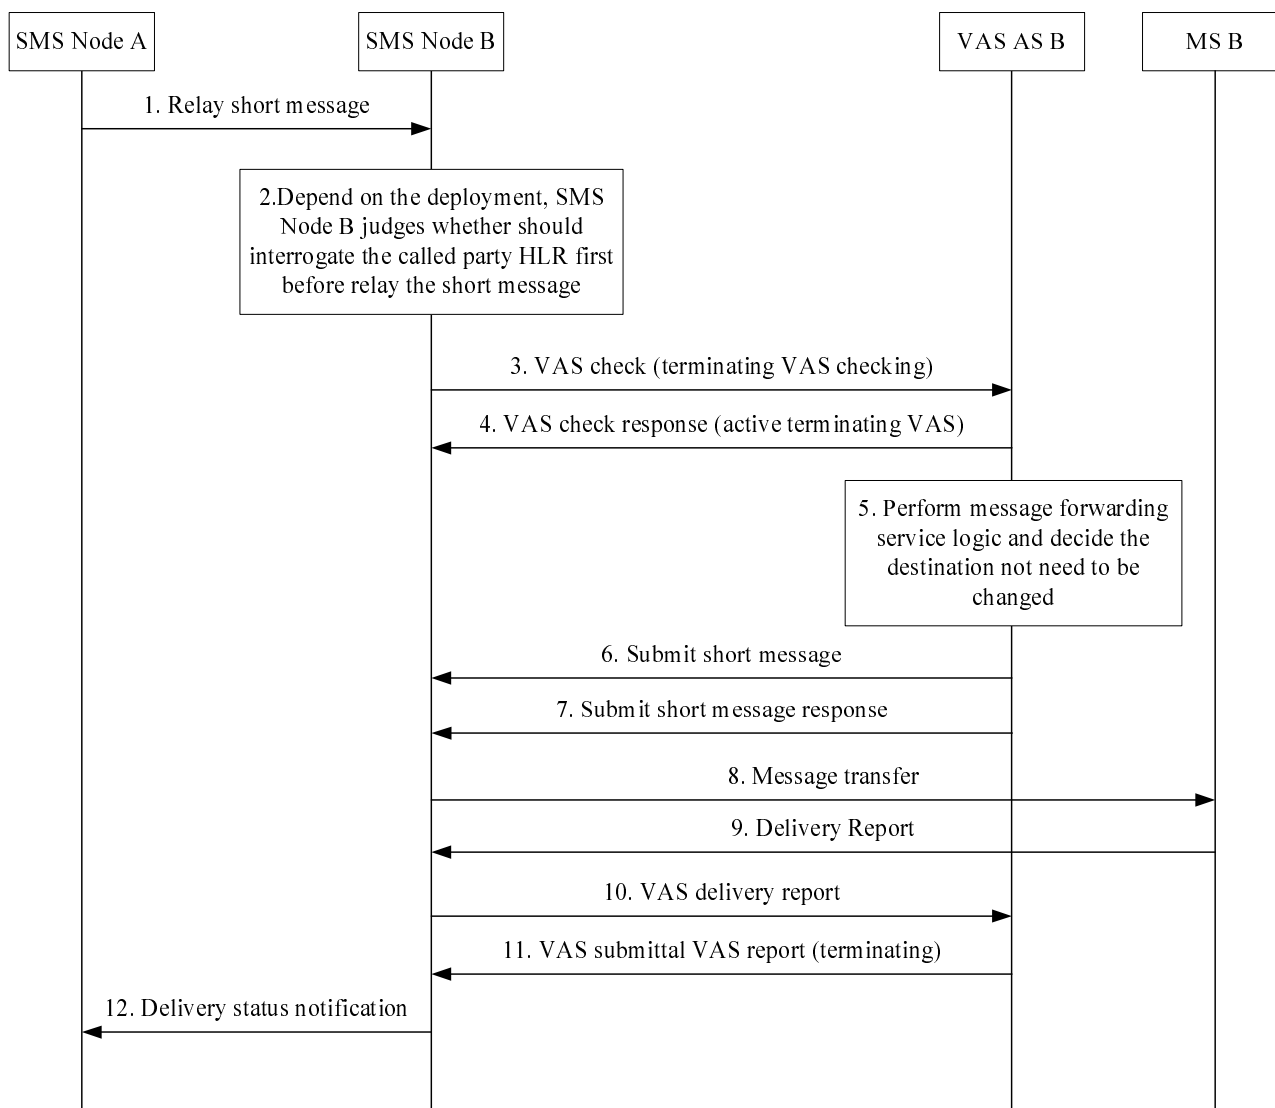 SMS Node A
SMS Node B
VAS AS B
MS B
1. Relay short message
2.Depend on the deployment, SMS
Node B judges whether should
interrogate the called party HLR first
before relay the short message
3. VAS check (terminating VAS checking)
4. VAS check response (active terminating VAS)
5. Perform message forwarding
service logic and decide the
destination not need to be
changed
6. Submit short message
7. Submit short message response
8. Message transfer
9. Delivery Report
10. VAS delivery report
11. VAS submittal VAS report (terminating)
12. Delivery status notification